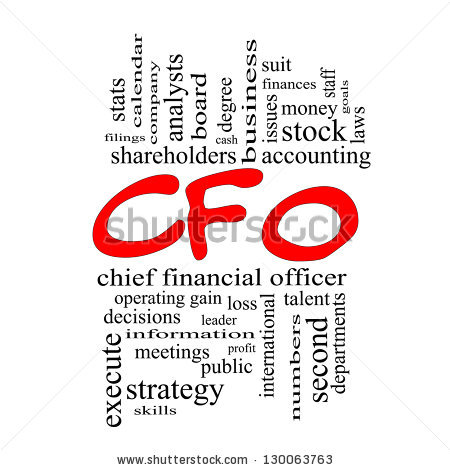 stats
calendar
company
analysts
board
degree
business
suit
finances
staff
goals
issues
money
filings
cash
stock
laws
shareholders
accounting
CFO
chief financial officer
operating gain
loss
international
talent
departments
decisions
leader
numbers
second
information
execute
meetings
profit
public
strategy
skills
shutterstock
www.shutterstock.com · 130063763